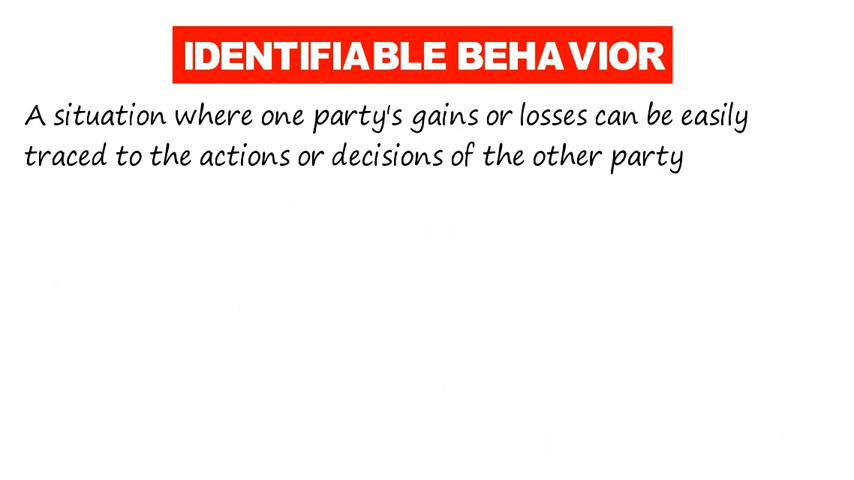 IDENTIFIABLE BEHAVIOR
A situation where one party's gains or losses can be easily
traced to the actions or decisions of the other party